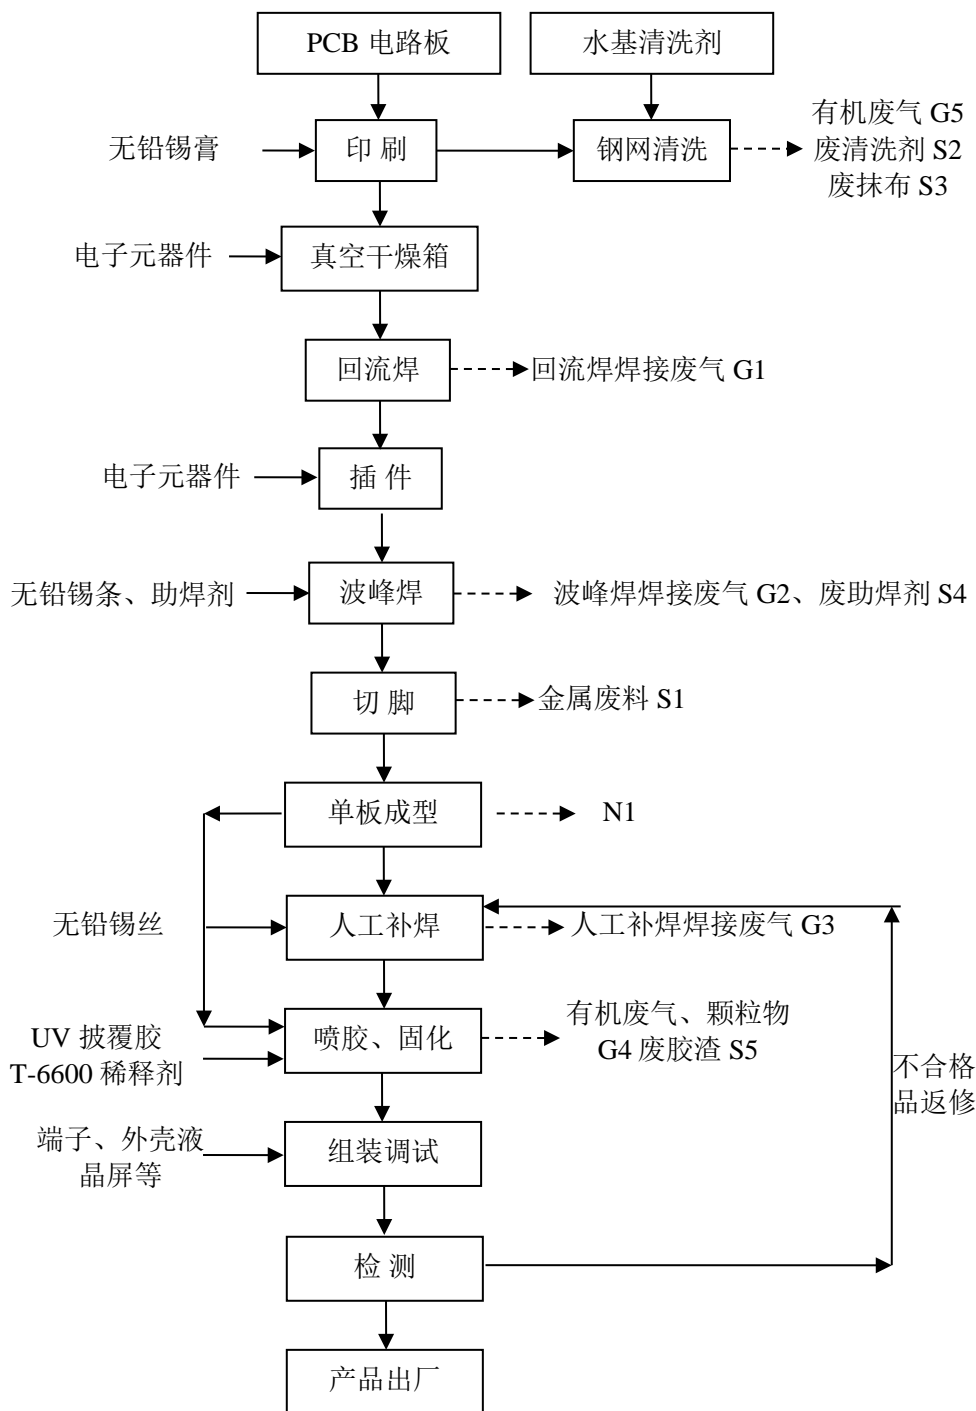 PCB 电路板
水基清洗剂
无铅锡膏
印 刷
钢网清洗
有机废气 G5
废清洗剂 S2
废抹布 S3
电子元器件
真空干燥箱
回流焊
回流焊焊接废气 G1
电子元器件
插 件
无铅锡条、助焊剂
波峰焊
波峰焊焊接废气 G2、废助焊剂 S4
切 脚
金属废料 S1
单板成型
N1
无铅锡丝
人工补焊
人工补焊焊接废气 G3
UV 披覆胶
T-6600 稀释剂
喷胶、固化
有机废气、颗粒物
G4 废胶渣 S5
不合格
品返修
端子、外壳液
晶屏等
组装调试
检 测
产品出厂